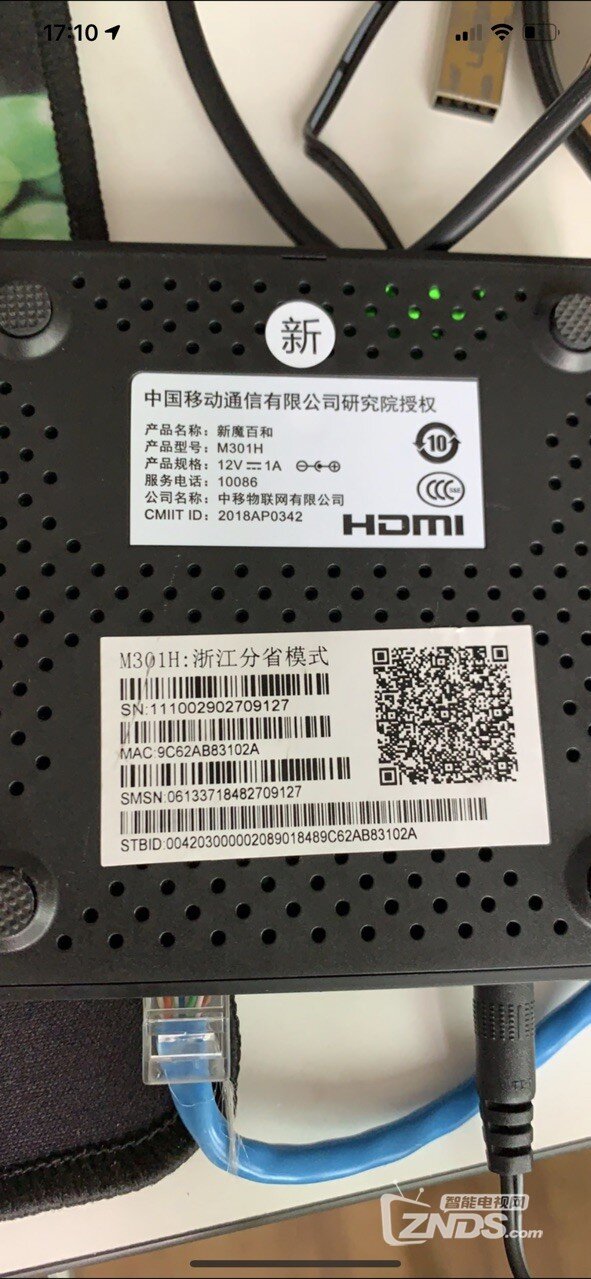 17:10
新
中国移动通信有限公司研究院授权
产品名称：新魔百和
产品型号：M301H
产品规格：12V⎓1A
服务电话：10086
公司名称：中移物联网有限公司
CMIIT ID：2018AP0342
10
CCC S&E
HDMI
M301H:浙江分省模式
SN:111002902709127
MAC:9C62AB83102A
SMSN:06133718482709127
STBID:004203000002089018489C62AB83102A
智能电视网
ZNDS.com